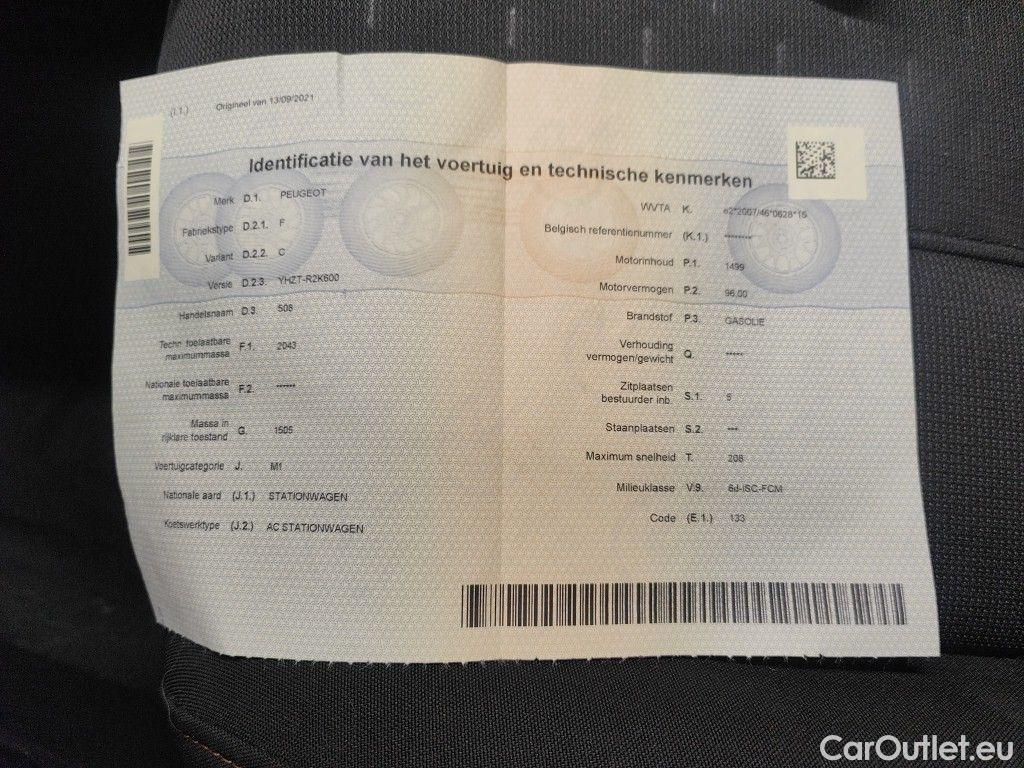 (I.1.) Origineel van 13/09/2021
Identificatie van het voertuig en technische kenmerken
Merk D.1. PEUGEOT
Fabriekstype D.2.1. F
Variant D.2.2. C
Versie D.2.3. YHZT-R2K600
Handelsnaam D.3. 508
Techn toelaatbare
maximummassa F.1. 2043
Nationale toelaatbare
maximummassa F.2. ******
Massa in
rijklare toestand G. 1505
Voertuigcategorie J. M1
Nationale aard (J.1.) STATIONWAGEN
Koetswerktype (J.2.) AC STATIONWAGEN
WVTA K. e2*2007/46*0628*16
Belgisch referentienummer (K.1.) ********
Motorinhoud P.1. 1499
Motorvermogen P.2. 96.00
Brandstof P.3. GASOLIE
Verhouding
vermogen/gewicht Q. *****
Zitplaatsen
bestuurder inb. S.1. 5
Staanplaatsen S.2. ***
Maximum snelheid T. 208
Milieuklasse V.9. 6d-ISC-FCM
Code (E.1.) 133
CarOutlet.eu